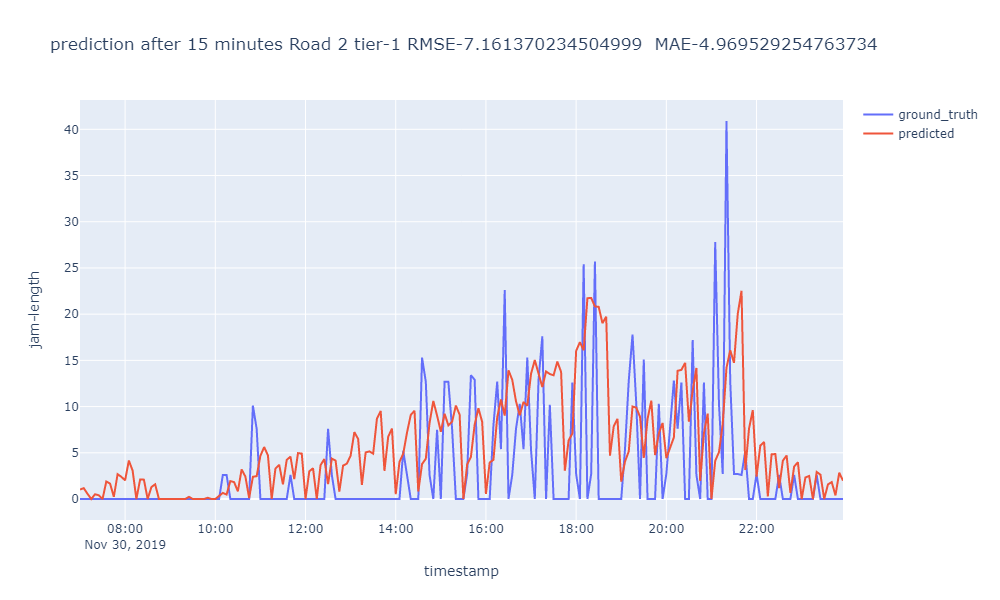 prediction after 15 minutes Road 2 tier-1 RMSE-7.161370234504999  MAE-4.969529254763734
ground_truth
predicted
jam-length
40
35
30
25
20
15
10
5
0
08:00 10:00 12:00 14:00 16:00 18:00 20:00 22:00
Nov 30, 2019
timestamp